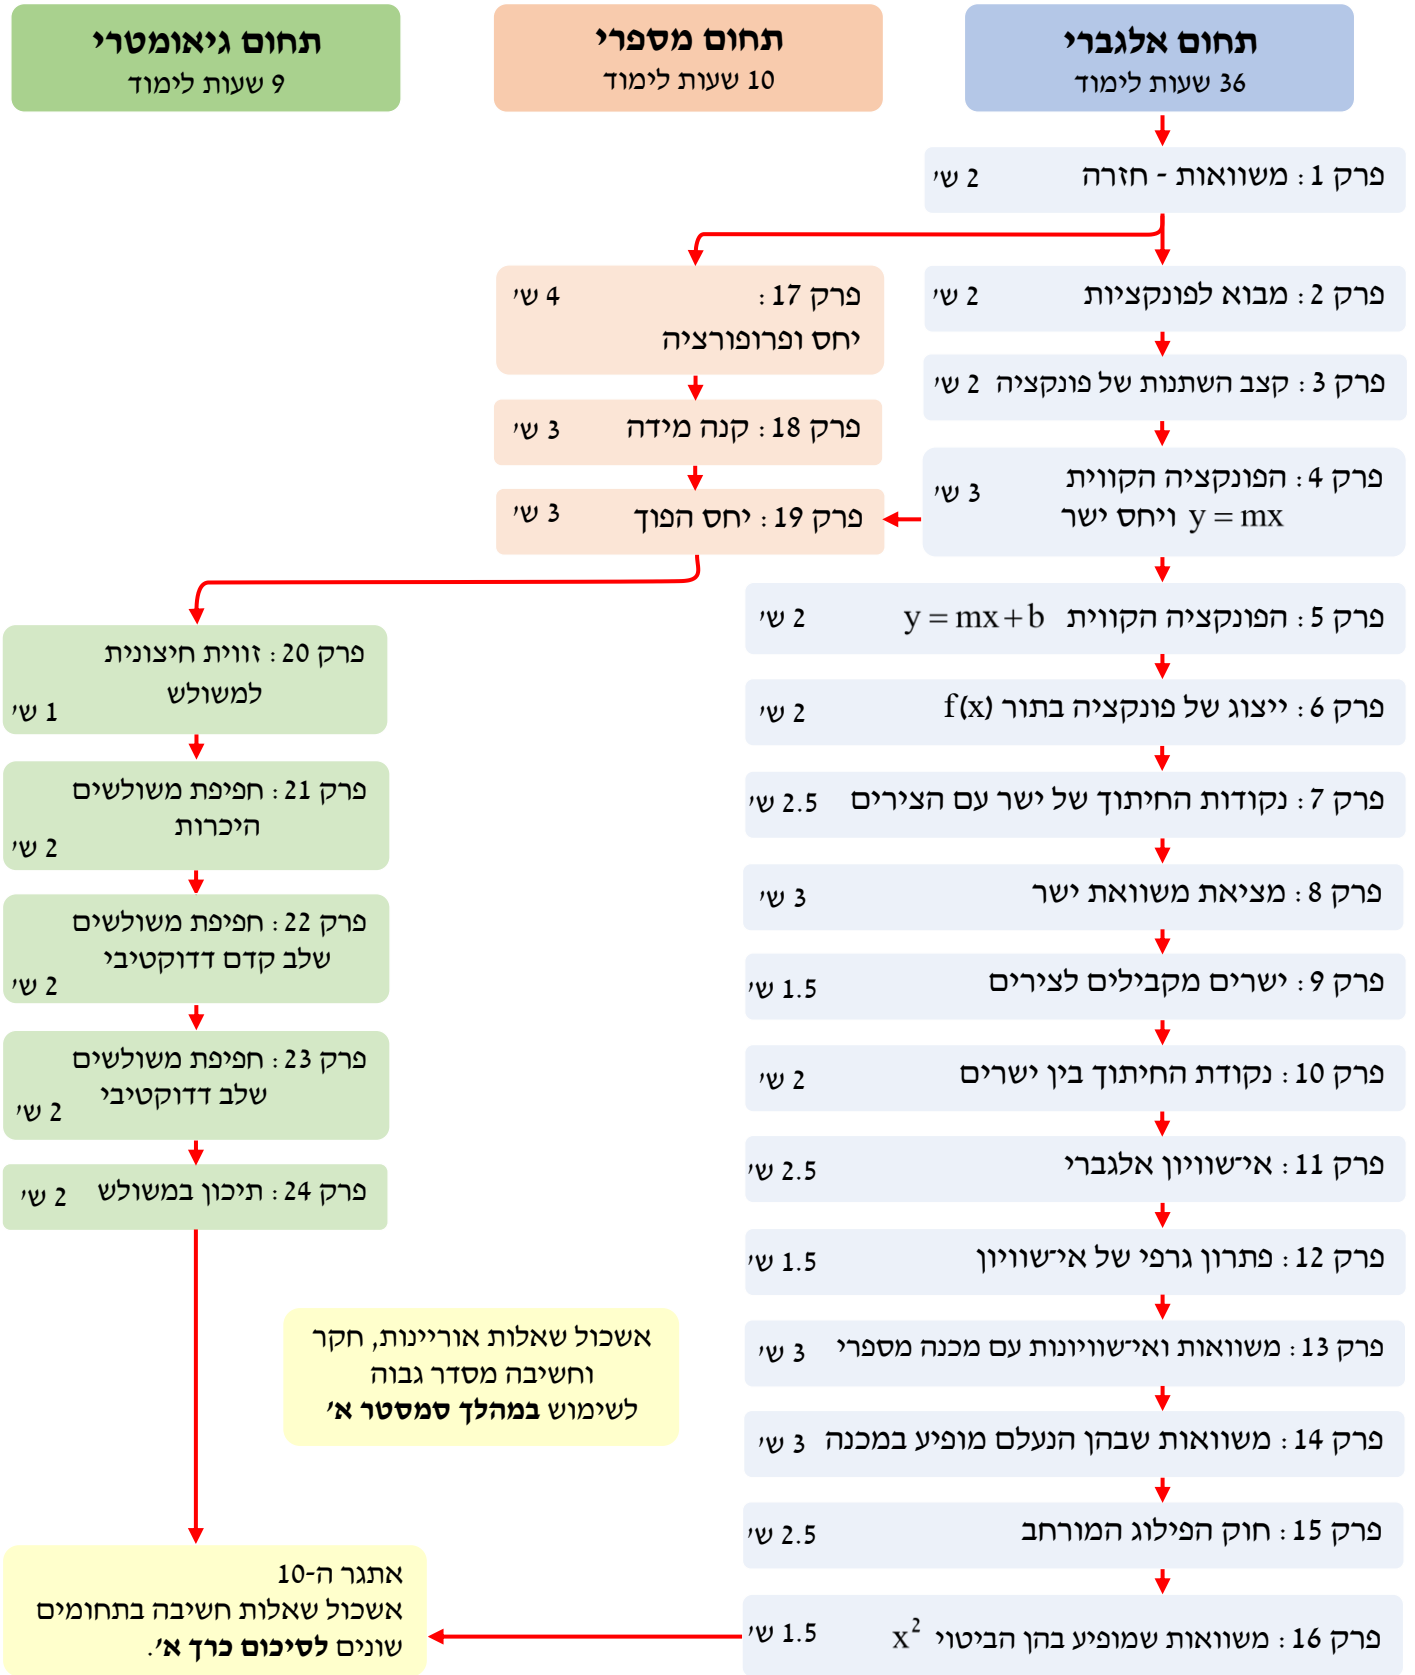 תחום אלגברי
36 שעות לימוד
תחום מספרי
10 שעות לימוד
תחום גיאומטרי
9 שעות לימוד
פרק 1: משוואות - חזרה 2 ש'
פרק 2: מבוא לפונקציות 2 ש'
פרק 3: קצב השתנות של פונקציה 2 ש'
פרק 4: הפונקציה הקווית
y = mx ויחס ישר 3 ש'
פרק 5: הפונקציה הקווית y = mx + b 2 ש'
פרק 6: ייצוג של פונקציה בתור f(x) 2 ש'
פרק 7: נקודות החיתוך של ישר עם הצירים 2.5 ש'
פרק 8: מציאת משוואת ישר 3 ש'
פרק 9: ישרים מקבילים לצירים 1.5 ש'
פרק 10: נקודת החיתוך בין ישרים 2 ש'
פרק 11: אי־שוויון אלגברי 2.5 ש'
פרק 12: פתרון גרפי של אי־שוויון 1.5 ש'
פרק 13: משוואות ואי־שוויונות עם מכנה מספרי 3 ש'
פרק 14: משוואות שבהן הנעלם מופיע במכנה 3 ש'
פרק 15: חוק הפילוג המורחב 2.5 ש'
פרק 16: משוואות שמופיע בהן הביטוי x² 1.5 ש'
פרק 17: 4 ש'
יחס ופרופורציה
פרק 18: קנה מידה 3 ש'
פרק 19: יחס הפוך 3 ש'
פרק 20: זווית חיצונית
למשולש
1 ש'
פרק 21: חפיפת משולשים
היכרות
2 ש'
פרק 22: חפיפת משולשים
שלב קדם דדוקטיבי
2 ש'
פרק 23: חפיפת משולשים
שלב דדוקטיבי
2 ש'
פרק 24: תיכון במשולש 2 ש'
אשכול שאלות אוריינות, חקר
וחשיבה מסדר גבוה
לשימוש במהלך סמסטר א'
אתגר ה-10
אשכול שאלות חשיבה בתחומים
שונים לסיכום כרך א'.